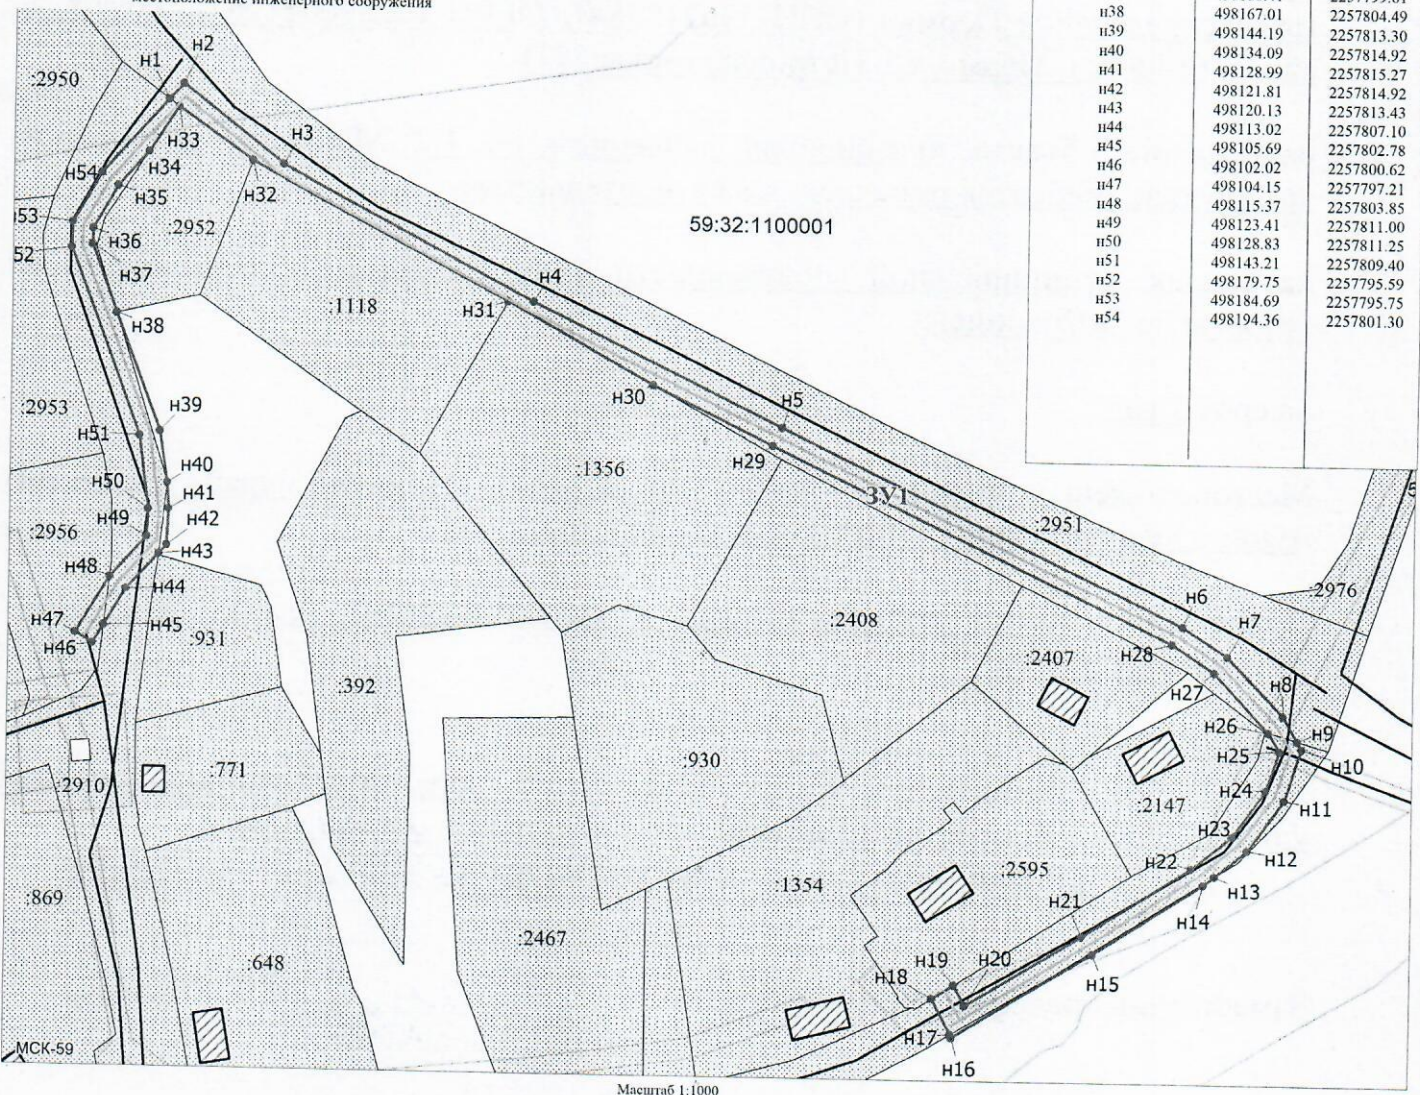 местоположение инженерного сооружения
н38 498167.01 2257804.49
н39 498144.19 2257813.30
н40 498134.09 2257814.92
н41 498128.99 2257815.27
н42 498121.81 2257814.92
н43 498120.13 2257813.43
н44 498113.02 2257807.10
н45 498105.69 2257802.78
н46 498102.02 2257800.62
н47 498104.15 2257797.21
н48 498115.37 2257803.85
н49 498123.41 2257811.00
н50 498128.83 2257811.25
н51 498143.21 2257809.40
н52 498179.75 2257795.59
н53 498184.69 2257795.75
н54 498194.36 2257801.30
н2
н1
:2950
н33
н3
н34
н54
н32
н35
53
:2952
59:32:1100001
н36
52
н37
н4
:1118
н31
н38
н30
н5
:2953
н39
н51
н29
:1356
н40
н50
н41
ЗУ1
5
н49
н42
:2951
:2956
н43
н48
н44
:2976
н6
н47
н45
:2408
н7
н46
:931
н28
:2407
:392
н27
н8
н26
н9
:930
н25
н10
:771
:2910
н24
:2147
н11
н23
н22
н12
:2595
:1354
н13
:869
н21
н14
:2467
:648
н19
н20
н15
н18
н17
МСК-59
н16
Масштаб 1:1000